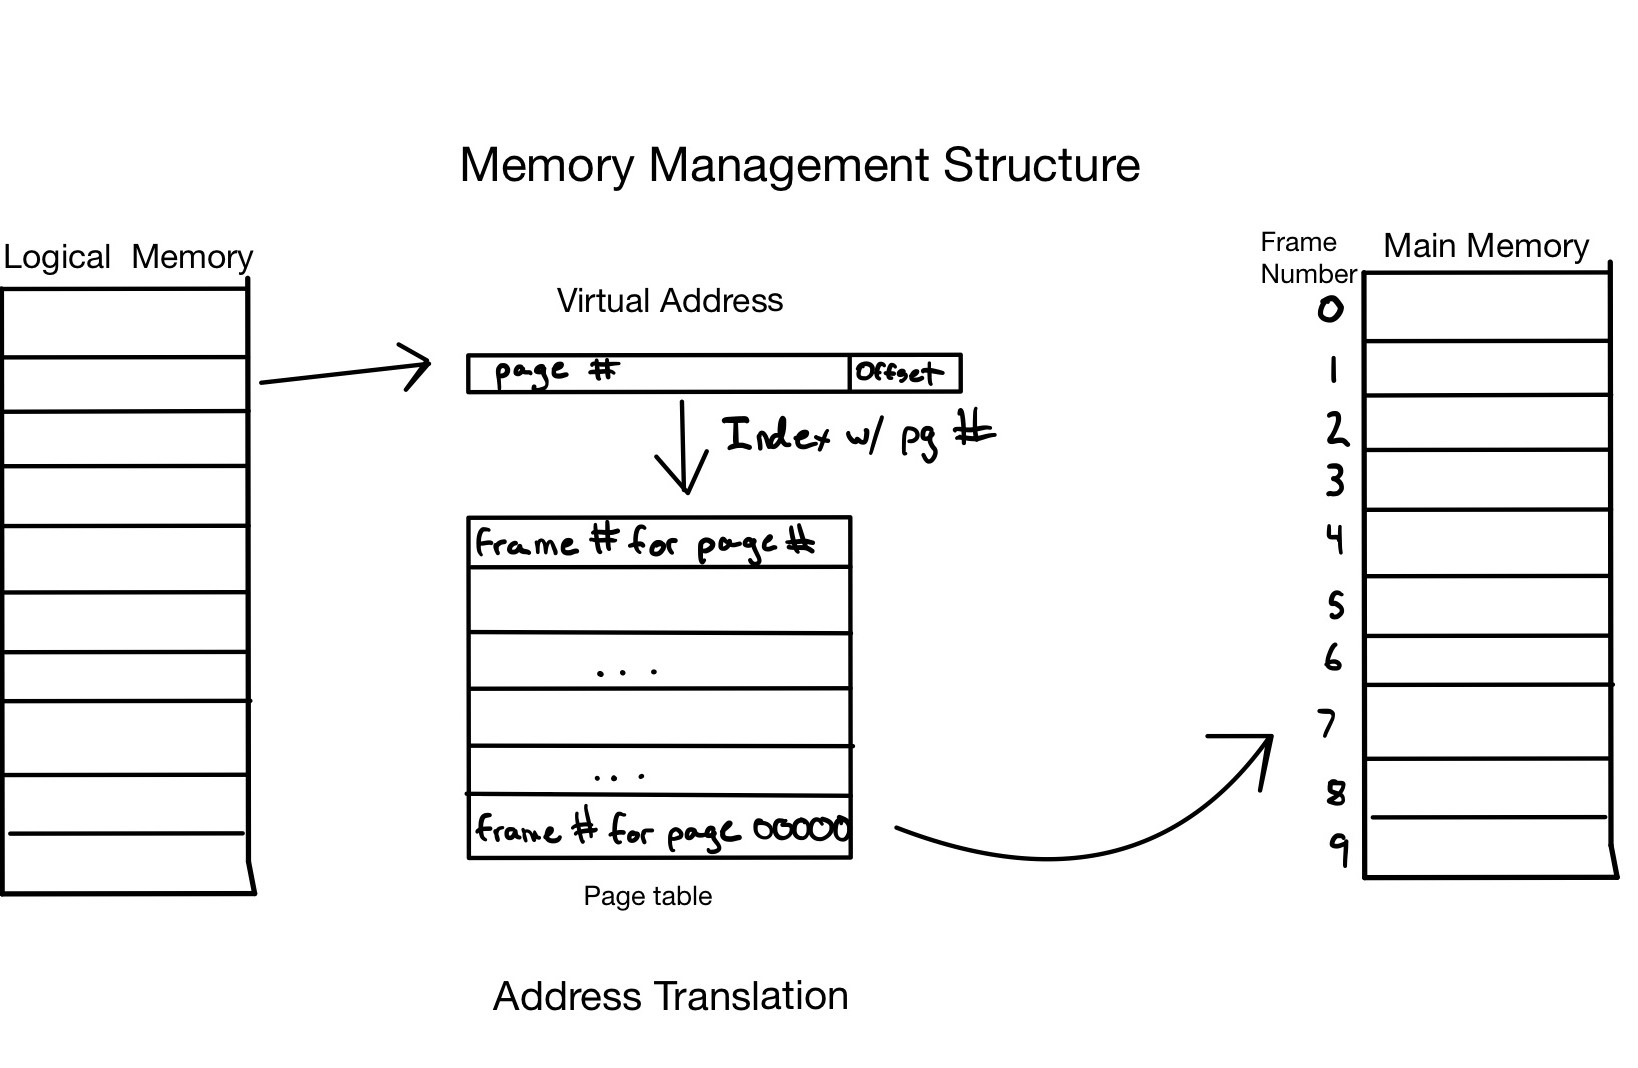 Memory Management Structure
Logical Memory
Virtual Address
page # Offset
Index w/ pg #
Frame # for page #
. . .
. . .
frame # for page 00000
Page table
Address Translation
Frame
Number
Main Memory
0
1
2
3
4
5
6
7
8
9